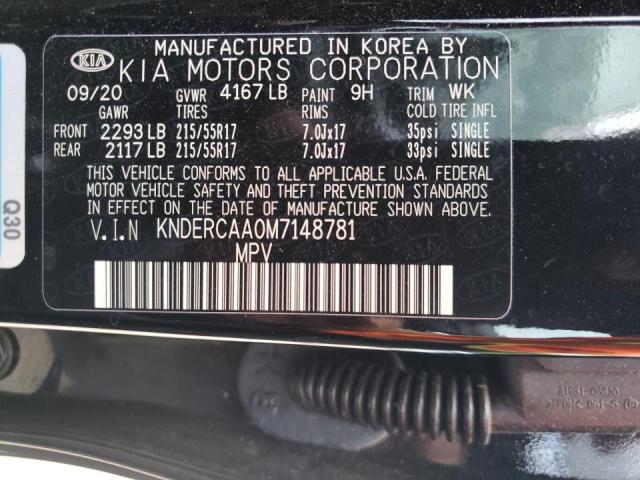 MANUFACTURED IN KOREA BY
KIA KIA MOTORS CORPORATION
09/20 GVWR 4167 LB PAINT 9H TRIM WK
GAWR TIRES RIMS COLD TIRE INFL
FRONT 2293 LB 215/55R17 7.0Jx17 35psi SINGLE
REAR 2117 LB 215/55R17 7.0Jx17 33psi SINGLE
THIS VEHICLE CONFORMS TO ALL APPLICABLE U.S.A. FEDERAL
MOTOR VEHICLE SAFETY AND THEFT PREVENTION STANDARDS
IN EFFECT ON THE DATE OF MANUFACTURE SHOWN ABOVE.
V.I.N KNDERCAA0M7148781
MPV
Q30